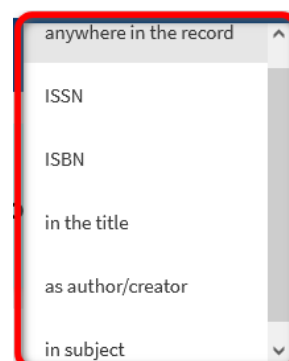 anywhere in the record
ISSN
ISBN
in the title
as author/creator
in subject